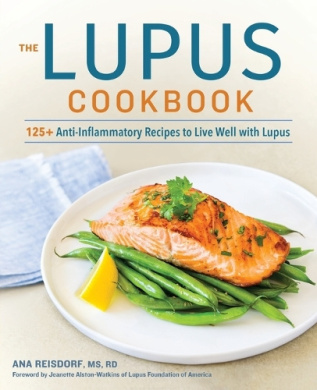 THE
LUPUS
COOKBOOK
125+ Anti-Inflammatory Recipes to Live Well with Lupus
ANA REISDORF, MS, RD
Foreword by Jeanette Alston-Watkins of Lupus Foundation of America